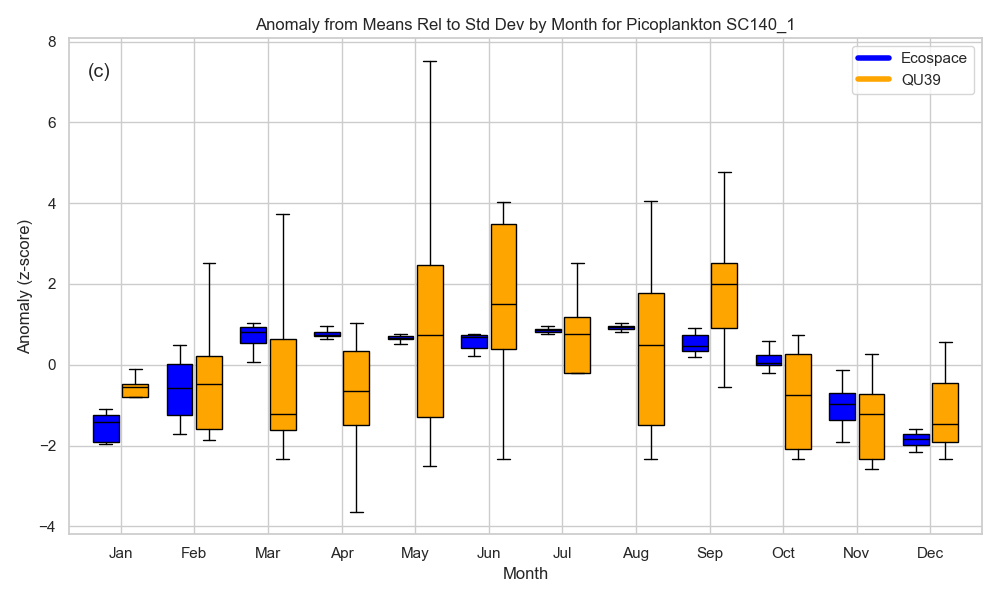 Anomaly from Means Rel to Std Dev by Month for Picoplankton SC140_1
(c)
Ecospace
QU39
8
6
4
2
0
−2
−4
Anomaly (z-score)
Jan Feb Mar Apr May Jun Jul Aug Sep Oct Nov Dec
Month